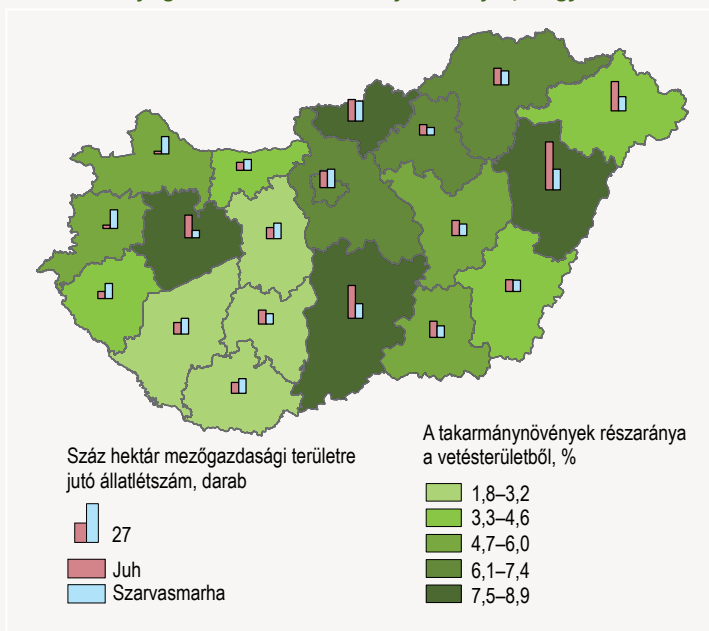 Száz hektár mezőgazdasági területre
jutó állatlétszám, darab
27
Juh
Szarvasmarha
A takarmánynövények részaránya
a vetésterületből, %
1,8–3,2
3,3–4,6
4,7–6,0
6,1–7,4
7,5–8,9